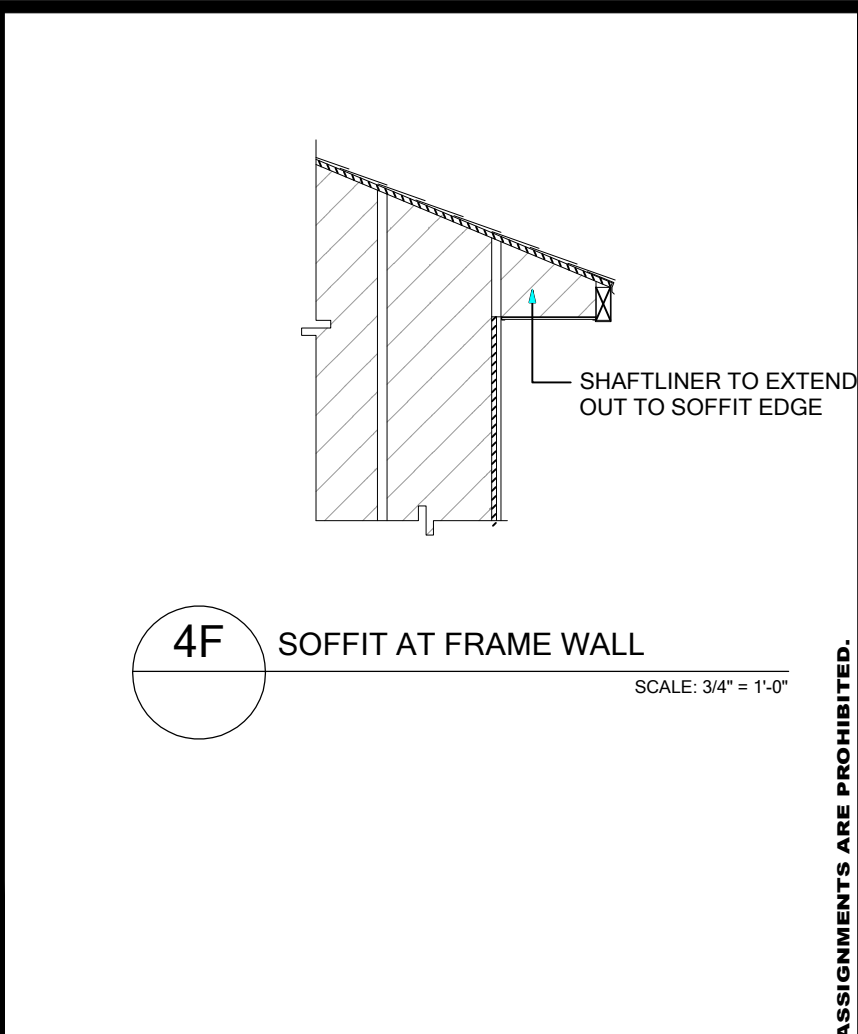 SHAFTLINER TO EXTEND
OUT TO SOFFIT EDGE
4F
SOFFIT AT FRAME WALL
SCALE: 3/4" = 1'-0"
ASSIGNMENTS ARE PROHIBITED.